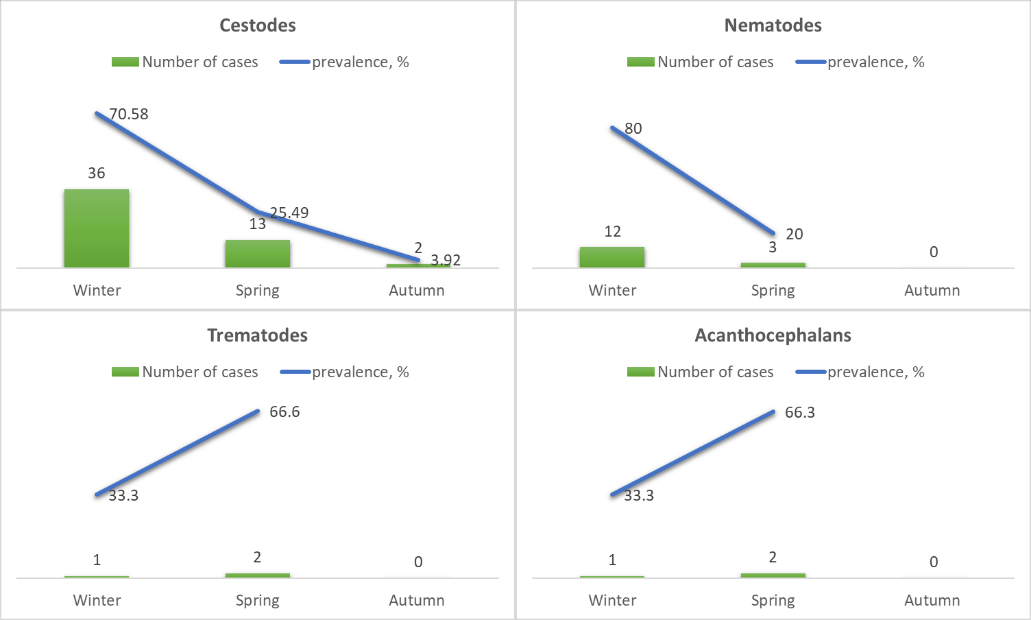 Cestodes
Number of cases prevalence, %
70.58
36
25.49
13
2
3.92
Winter Spring Autumn
Nematodes
Number of cases prevalence, %
80
12
20
3
0
Winter Spring Autumn
Trematodes
Number of cases prevalence, %
66.6
33.3
1 2 0
Winter Spring Autumn
Acanthocephalans
Number of cases prevalence, %
66.3
33.3
1 2 0
Winter Spring Autumn